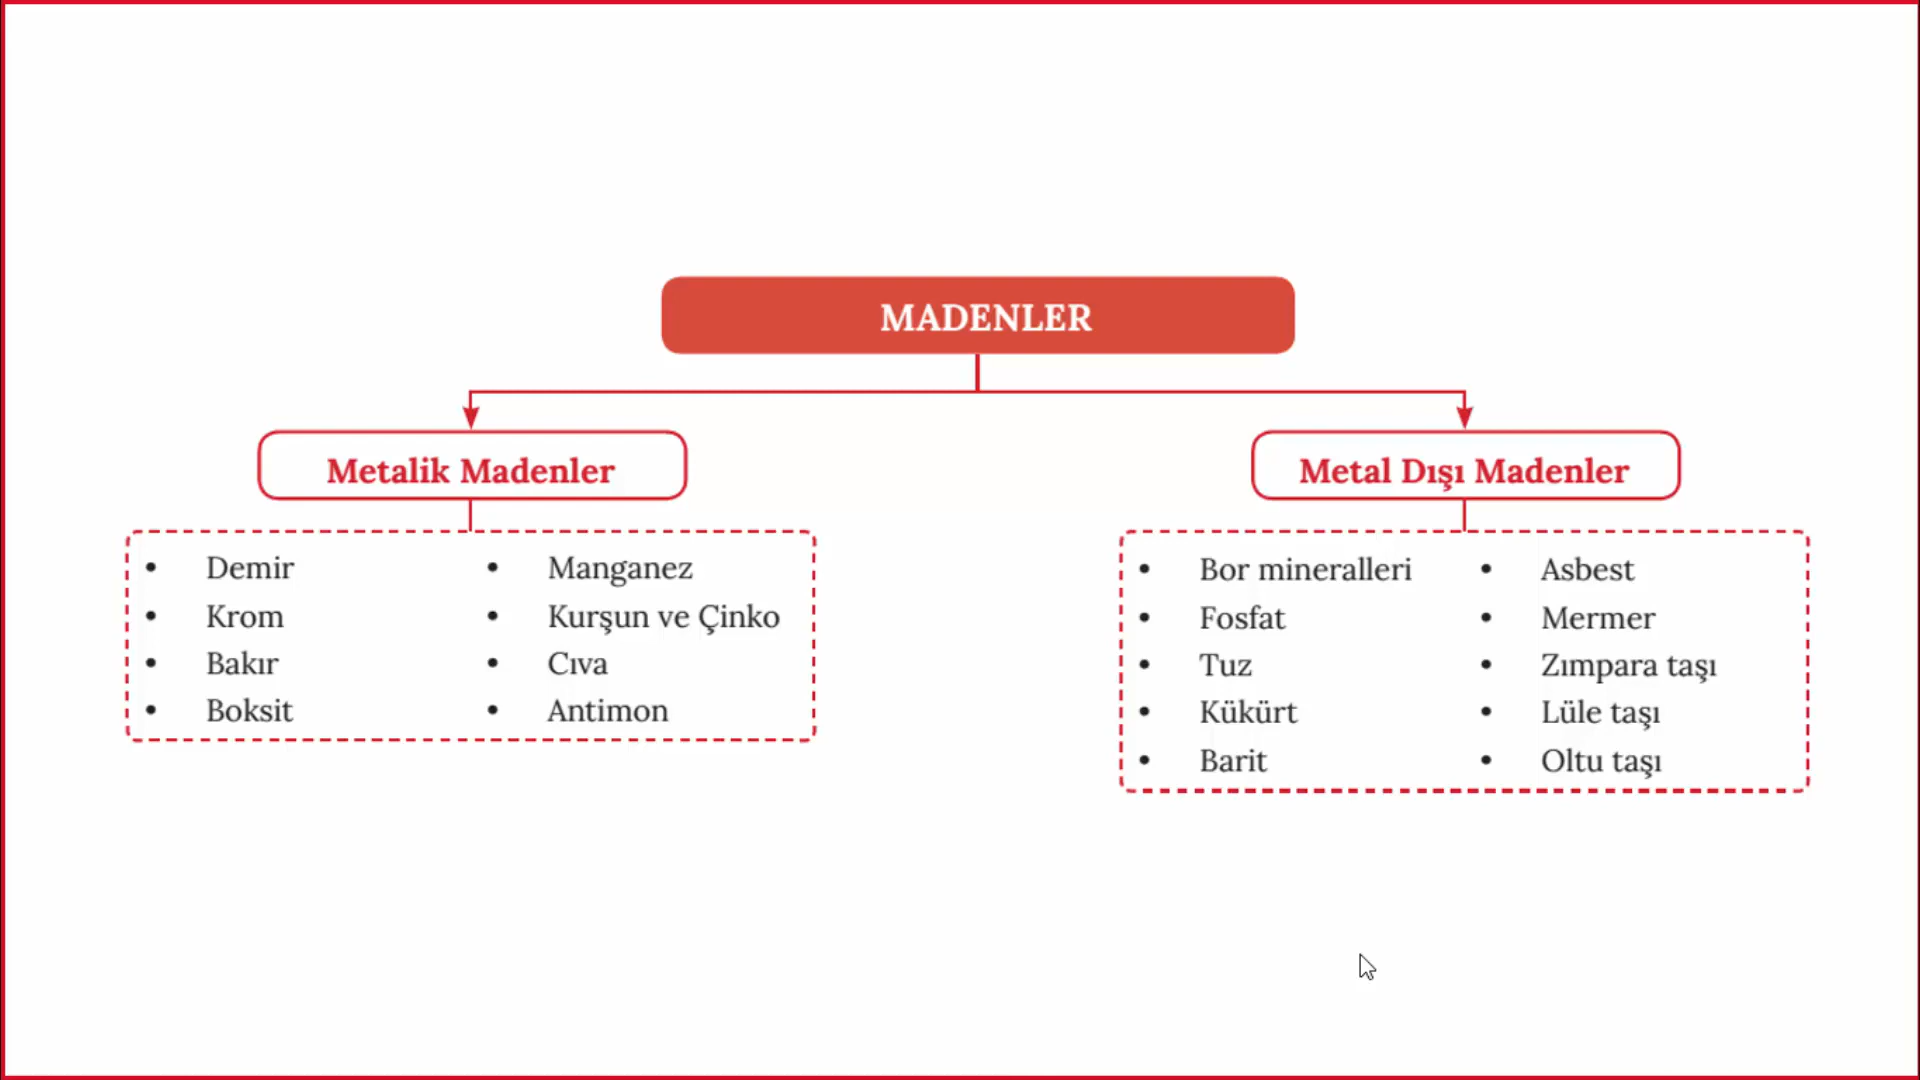 MADENLER
Metalik Madenler
• Demir
• Krom
• Bakır
• Boksit
• Manganez
• Kurşun ve Çinko
• Cıva
• Antimon
Metal Dışı Madenler
• Bor mineralleri
• Fosfat
• Tuz
• Kükürt
• Barit
• Asbest
• Mermer
• Zımpara taşı
• Lüle taşı
• Oltu taşı